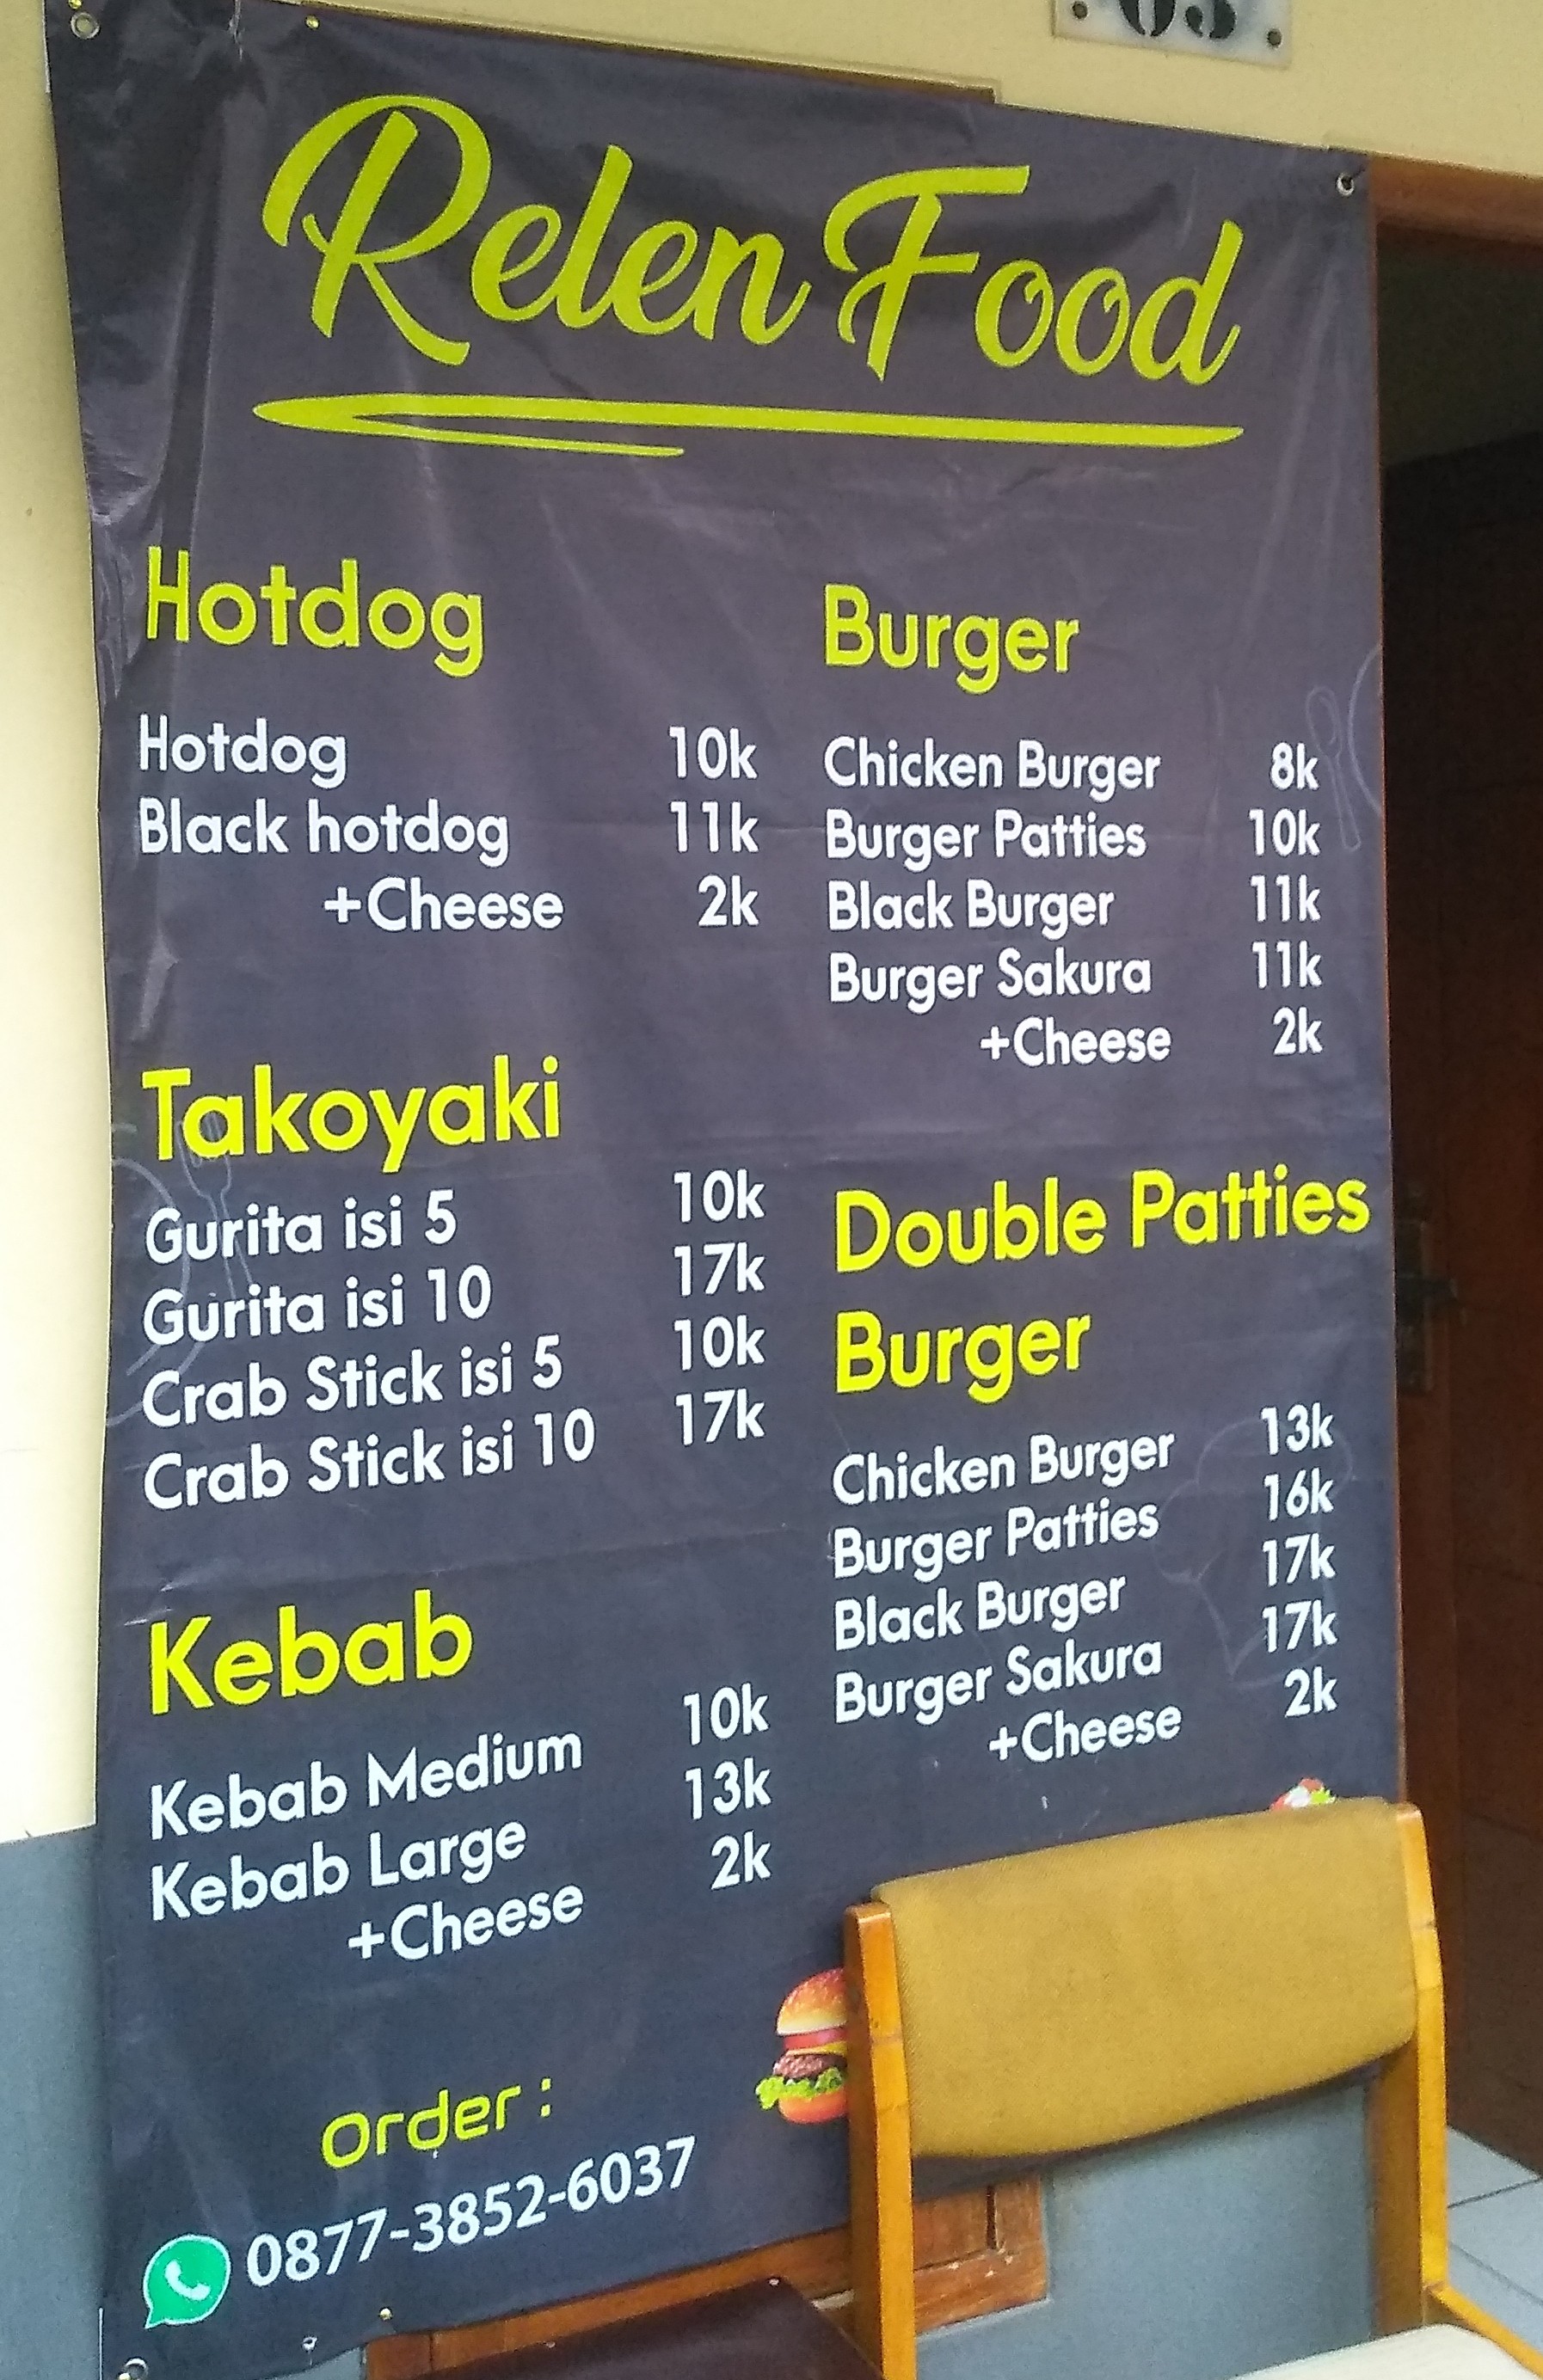 Relen Food
Hotdog
Hotdog 10k
Black hotdog 11k
+Cheese 2k
Takoyaki
Gurita isi 5 10k
Gurita isi 10 17k
Crab Stick isi 5 10k
Crab Stick isi 10 17k
Kebab
Kebab Medium 10k
Kebab Large 13k
+Cheese 2k
Burger
Chicken Burger 8k
Burger Patties 10k
Black Burger 11k
Burger Sakura 11k
+Cheese 2k
Double Patties
Burger
Chicken Burger 13k
Burger Patties 16k
Black Burger 17k
Burger Sakura 17k
+Cheese 2k
Order :
0877-3852-6037